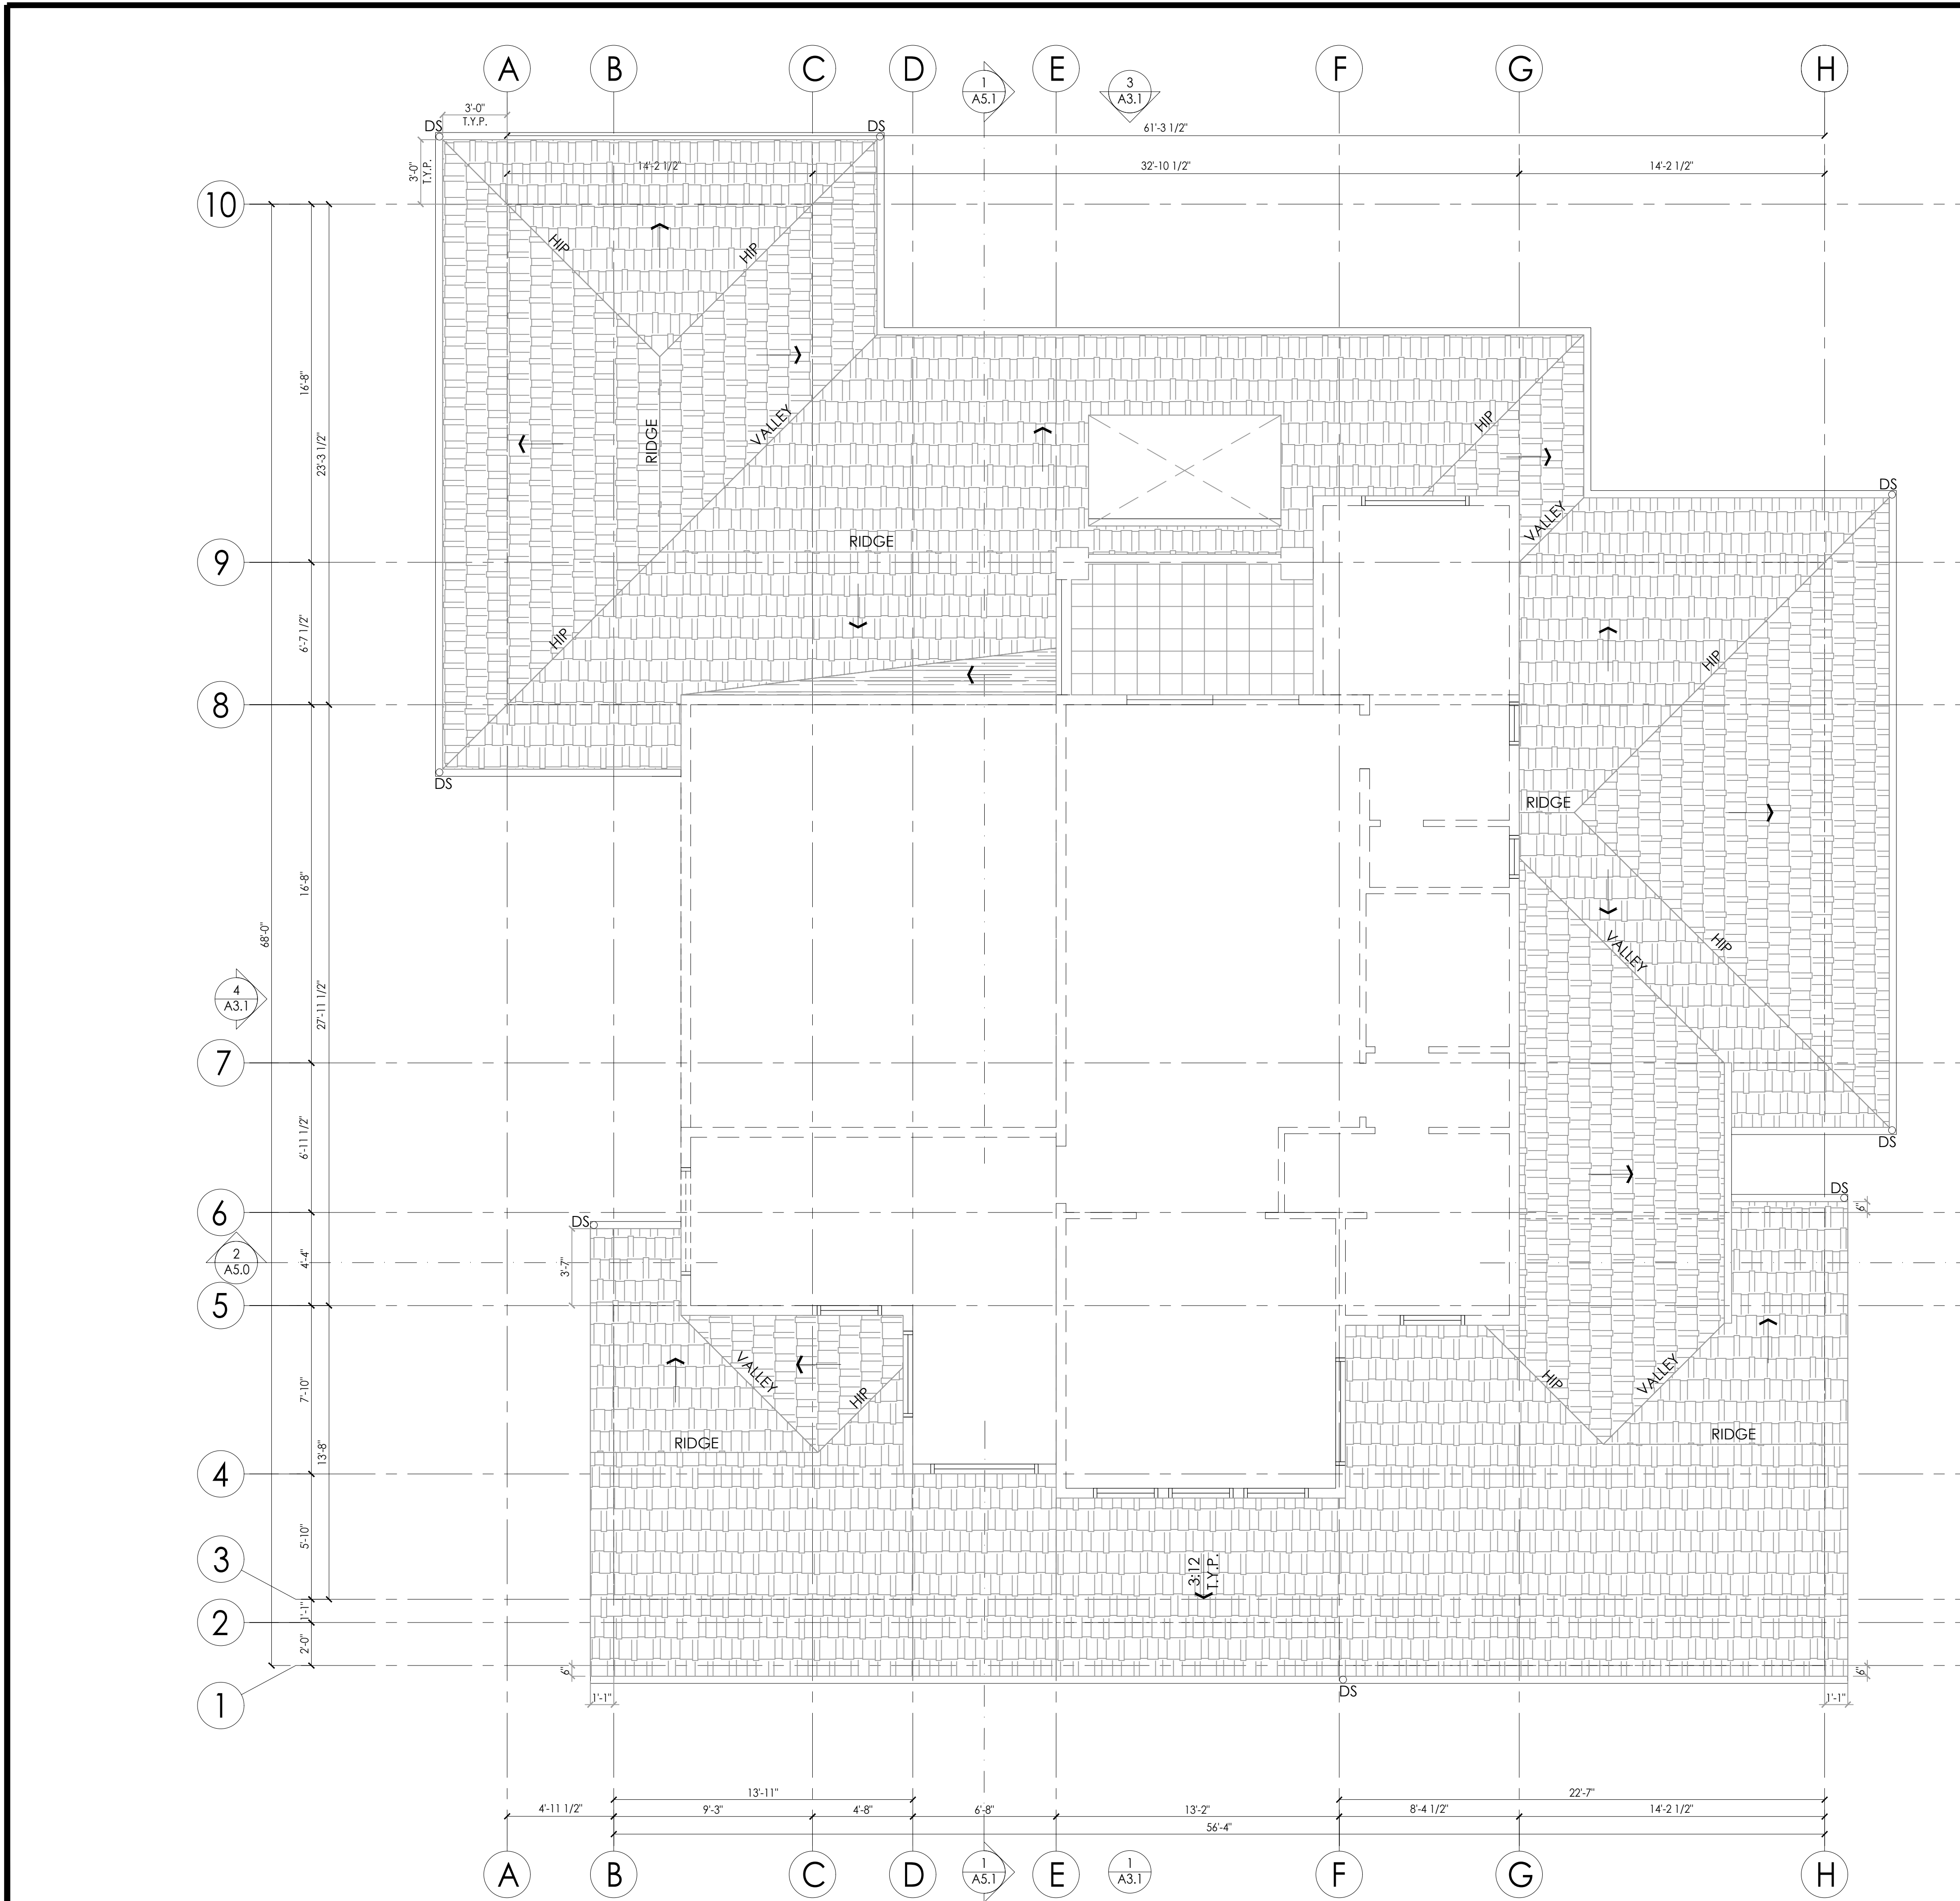 A B C D E F G H
1
A5.1
3
A3.1
3'-0"
T.Y.P.
DS
DS
61'-3 1/2"
3'-0"
T.Y.P.
14'-2 1/2"
32'-10 1/2"
14'-2 1/2"
10
HIP
HIP
16'-8"
23'-3 1/2"
RIDGE
VALLEY
HIP
DS
VALLEY
RIDGE
9
6'-7 1/2"
HIP
HIP
8
DS
RIDGE
16'-8"
68'-0"
27'-11 1/2"
4
A3.1
VALLEY
HIP
7
6'-11 1/2"
DS
DS
6
DS
6"
2
A5.0
4'-4"
3'-7"
5
7'-10"
VALLEY
HIP
HIP
VALLEY
RIDGE
RIDGE
13'-8"
4
5'-10"
3
3:12
T.Y.P.
1'-1"
2
2'-0"
6"
6"
1
1'-1"
DS
1'-1"
13'-11"
22'-7"
4'-11 1/2"
9'-3"
4'-8"
6'-8"
13'-2"
8'-4 1/2"
14'-2 1/2"
56'-4"
A B C D E F G H
1
A5.1
1
A3.1